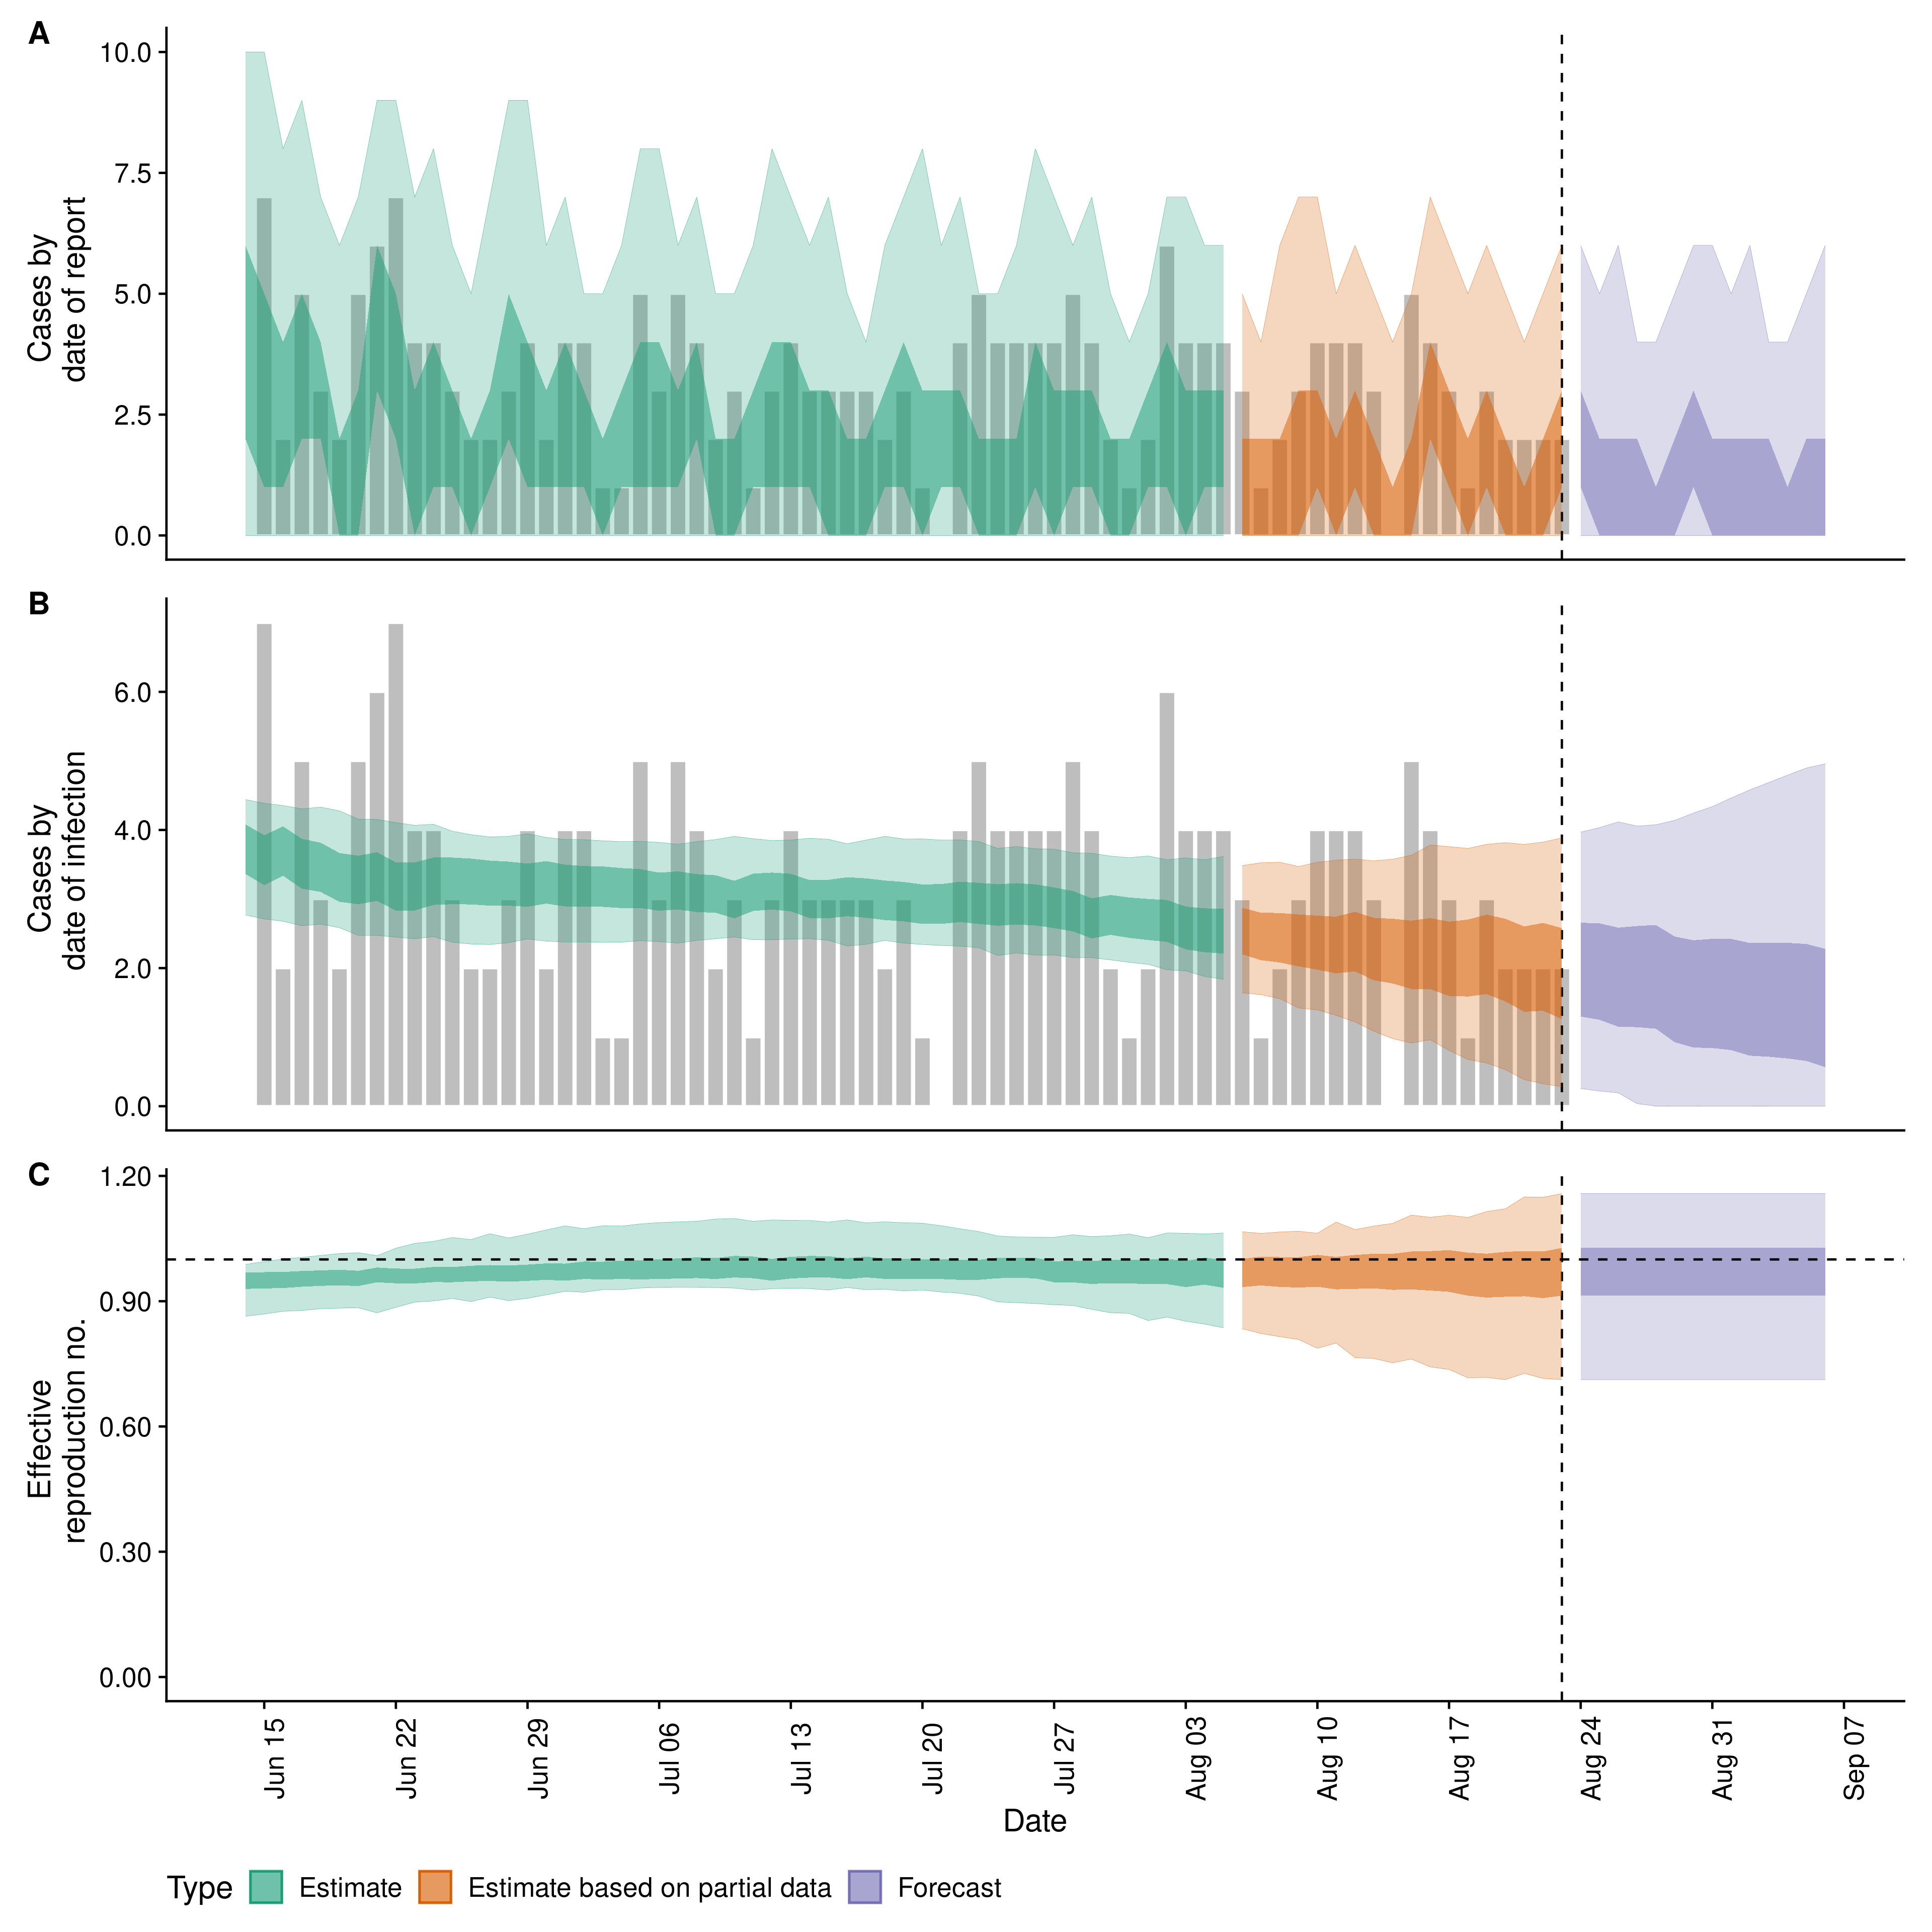 A
Cases by
date of report
10.0
7.5
5.0
2.5
0.0
B
Cases by
date of infection
6.0
4.0
2.0
0.0
C
Effective
reproduction no.
1.20
0.90
0.60
0.30
0.00
Jun 15
Jun 22
Jun 29
Jul 06
Jul 13
Jul 20
Jul 27
Aug 03
Aug 10
Aug 17
Aug 24
Aug 31
Sep 07
Date
Type Estimate Estimate based on partial data Forecast